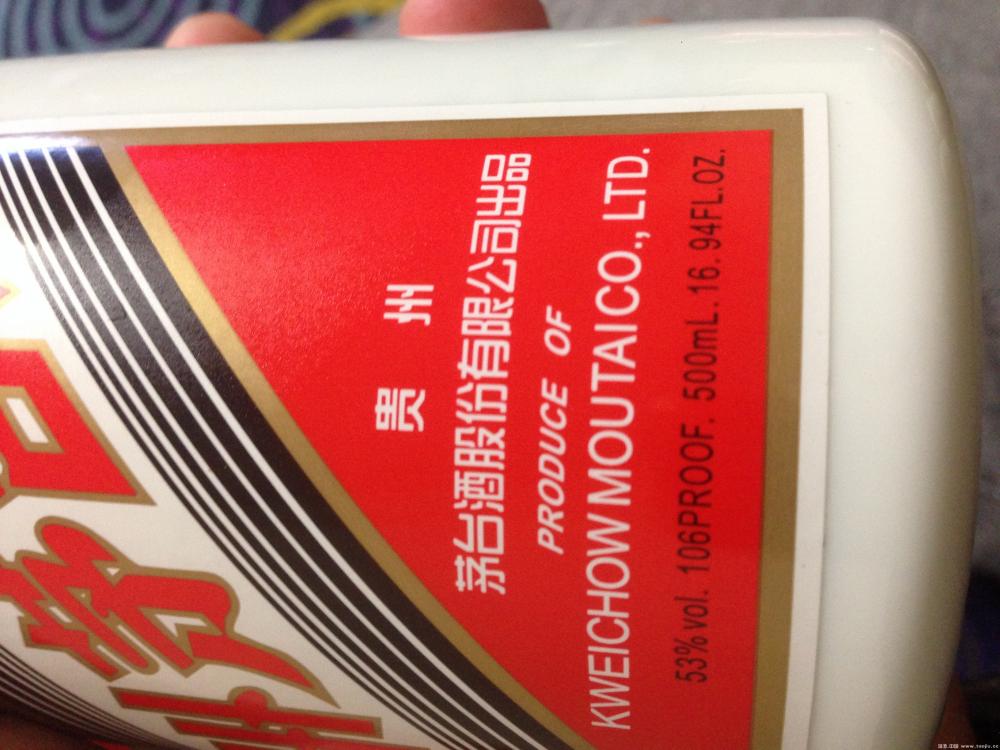 贵州
茅台酒股份有限公司出品
PRODUCE OF
KWEICHOW MOUTAI CO., LTD.
53% vol. 106PROOF. 500mL. 16.94FL.OZ.